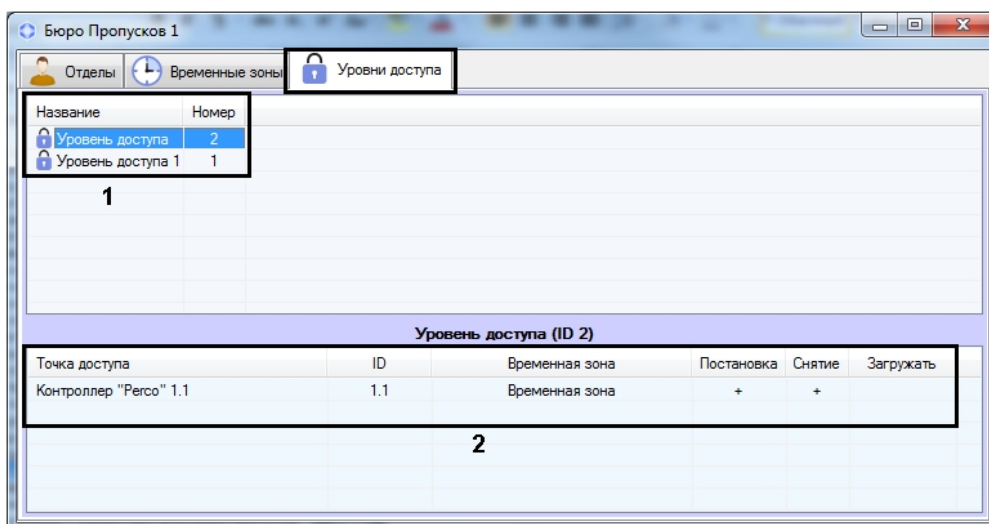 Бюро Пропусков 1
Отделы Временные зоны Уровни доступа
Название Номер
Уровень доступа 2
Уровень доступа 1 1
1
Уровень доступа (ID 2)
Точка доступа ID Временная зона Постановка Снятие Загружать
Контроллер "Perco" 1.1 1.1 Временная зона + +
2